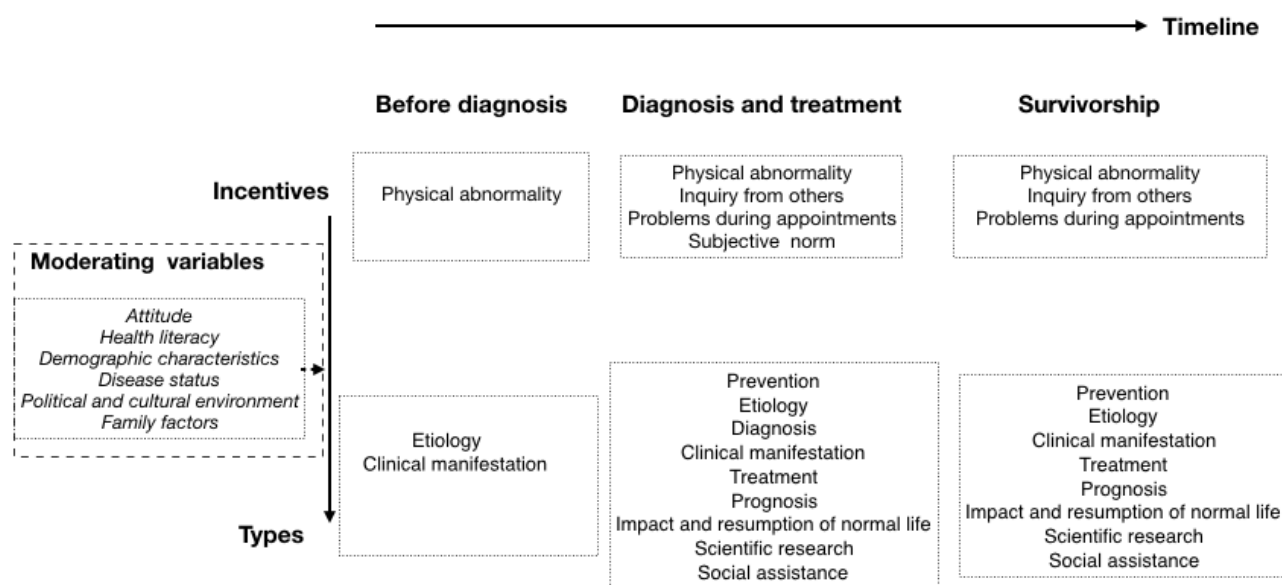 Timeline
Before diagnosis
Diagnosis and treatment
Survivorship
Incentives
Physical abnormality
Physical abnormality
Inquiry from others
Problems during appointments
Subjective norm
Physical abnormality
Inquiry from others
Problems during appointments
Moderating variables
Attitude
Health literacy
Demographic characteristics
Disease status
Political and cultural environment
Family factors
Types
Etiology
Clinical manifestation
Prevention
Etiology
Diagnosis
Clinical manifestation
Treatment
Prognosis
Impact and resumption of normal life
Scientific research
Social assistance
Prevention
Etiology
Clinical manifestation
Treatment
Prognosis
Impact and resumption of normal life
Scientific research
Social assistance